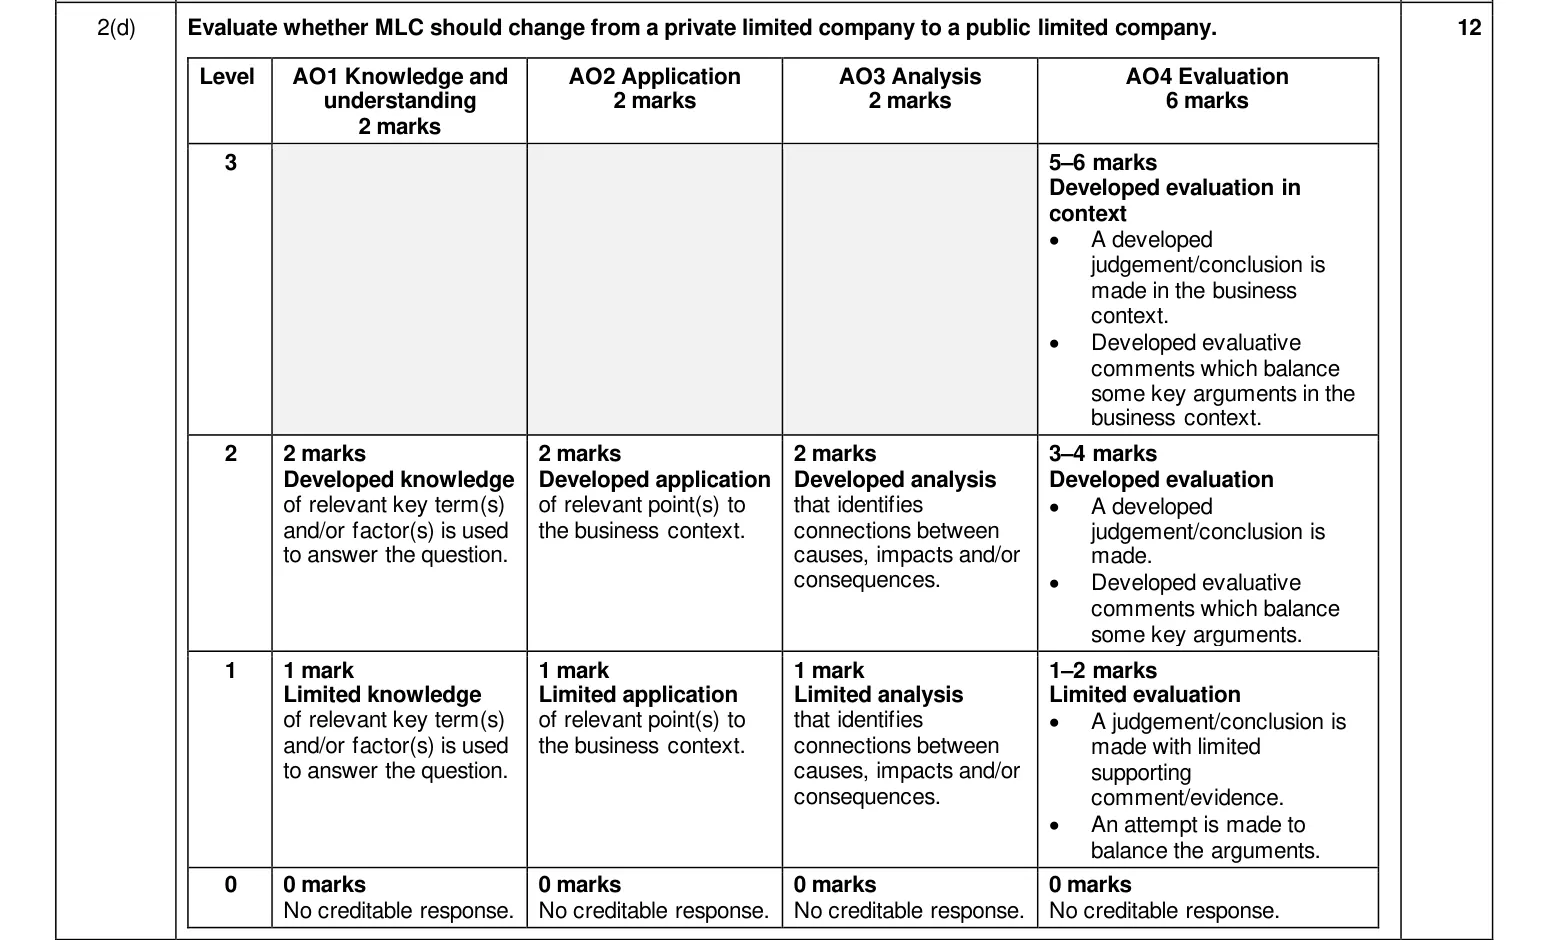 2(d) Evaluate whether MLC should change from a private limited company to a public limited company. 12
Level AO1 Knowledge and AO2 Application AO3 Analysis AO4 Evaluation
understanding 2 marks 2 marks 6 marks
2 marks
3 5–6 marks
Developed evaluation in
context
• A developed
judgement/conclusion is
made in the business
context.
• Developed evaluative
comments which balance
some key arguments in the
business context.
2 2 marks 2 marks 2 marks 3–4 marks
Developed knowledge Developed application Developed analysis Developed evaluation
of relevant key term(s) of relevant point(s) to that identifies • A developed
and/or factor(s) is used the business context. connections between judgement/conclusion is
to answer the question. causes, impacts and/or made.
consequences. • Developed evaluative
comments which balance
some key arguments.
1 1 mark 1 mark 1 mark 1–2 marks
Limited knowledge Limited application Limited analysis Limited evaluation
of relevant key term(s) of relevant point(s) to that identifies • A judgement/conclusion is
and/or factor(s) is used the business context. connections between made with limited
to answer the question. causes, impacts and/or supporting
consequences. comment/evidence.
• An attempt is made to
balance the arguments.
0 0 marks 0 marks 0 marks 0 marks
No creditable response. No creditable response. No creditable response. No creditable response.